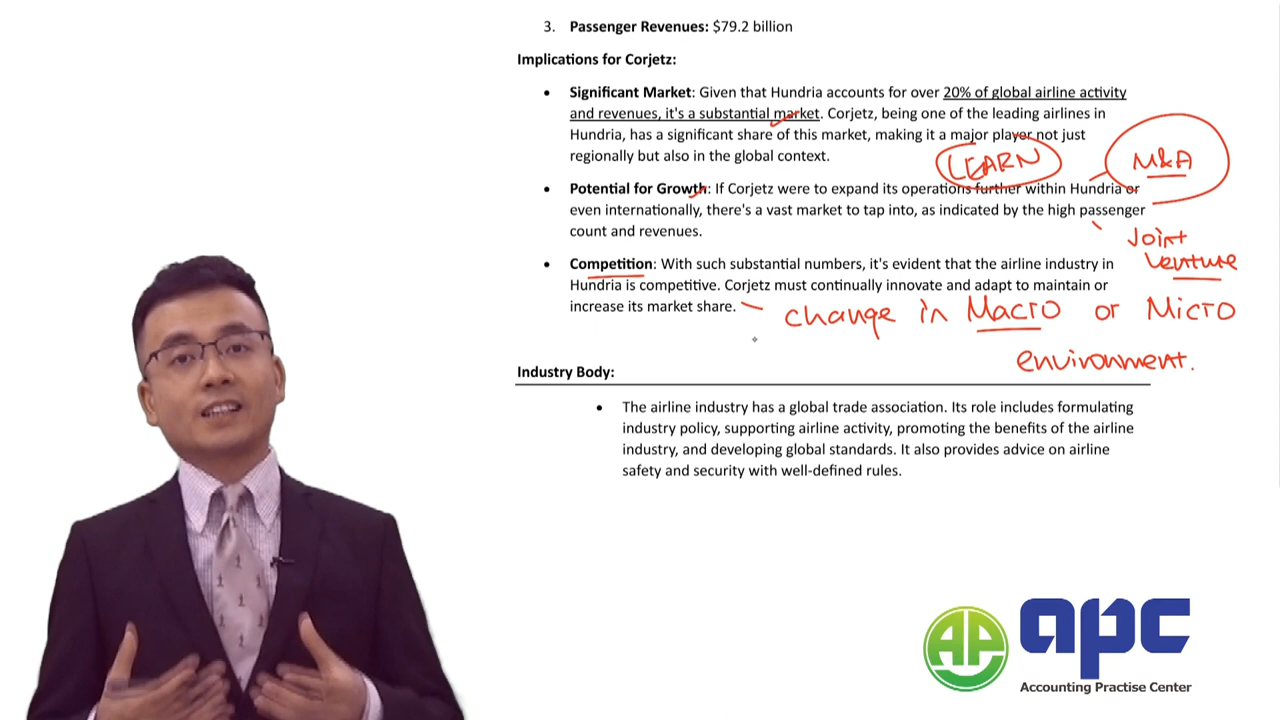 3. Passenger Revenues: $79.2 billion
Implications for Corjetz:
• Significant Market: Given that Hundria accounts for over 20% of global airline activity
and revenues, it's a substantial market. Corjetz, being one of the leading airlines in
Hundria, has a significant share of this market, making it a major player not just
regionally but also in the global context.
LEARN
M&A
• Potential for Growth: If Corjetz were to expand its operations further within Hundria or
even internationally, there's a vast market to tap into, as indicated by the high passenger
count and revenues.
Joint
Venture
• Competition: With such substantial numbers, it's evident that the airline industry in
Hundria is competitive. Corjetz must continually innovate and adapt to maintain or
increase its market share.
change in Macro or Micro
environment.
Industry Body:
• The airline industry has a global trade association. Its role includes formulating
industry policy, supporting airline activity, promoting the benefits of the airline
industry, and developing global standards. It also provides advice on airline
safety and security with well-defined rules.
AP
apc
Accounting Practise Center